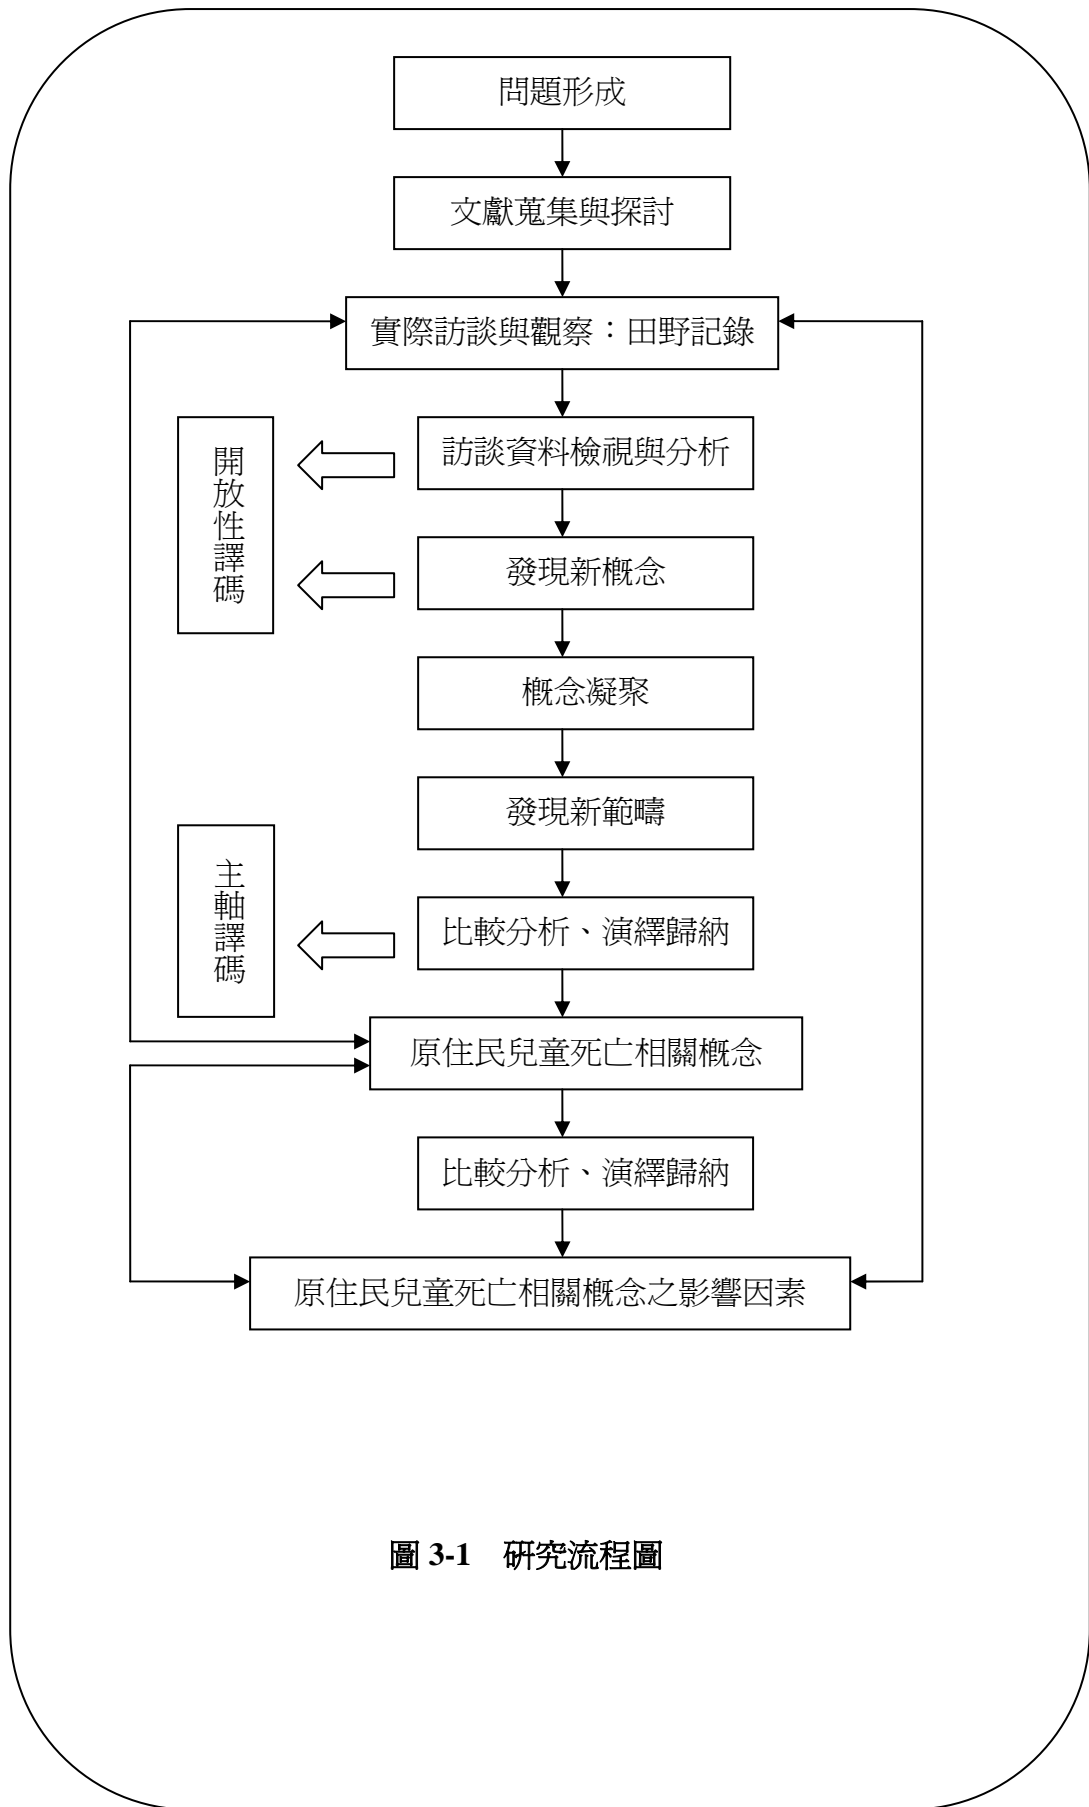 問題形成
文獻蒐集與探討
實際訪談與觀察：田野記錄
訪談資料檢視與分析
開放性譯碼
發現新概念
概念凝聚
發現新範疇
主軸譯碼
比較分析、演繹歸納
原住民兒童死亡相關概念
比較分析、演繹歸納
原住民兒童死亡相關概念之影響因素
圖 3-1　研究流程圖